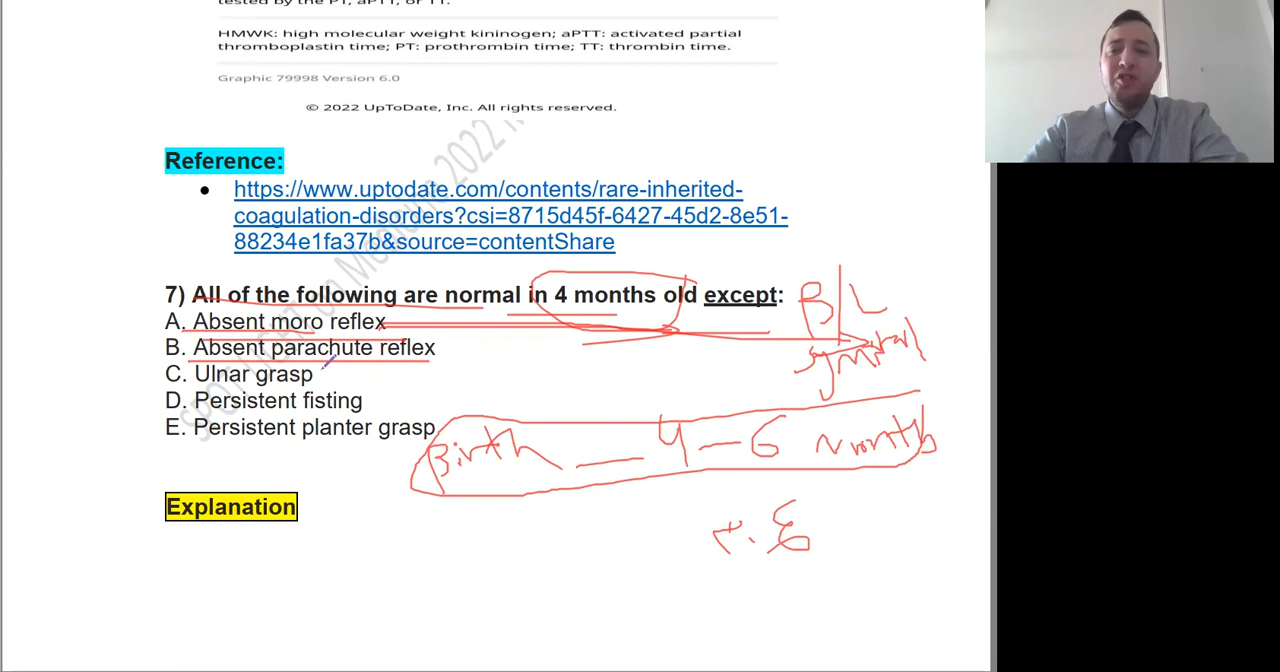 tested by the PT, aPTT, or TT.
HMWK: high molecular weight kininogen; aPTT: activated partial
thromboplastin time; PT: prothrombin time; TT: thrombin time.
Graphic 79998 Version 6.0
© 2022 UpToDate, Inc. All rights reserved.
Reference:
https://www.uptodate.com/contents/rare-inherited-
coagulation-disorders?csi=8715d45f-6427-45d2-8e51-
88234e1fa37b&source=contentShare
7) All of the following are normal in 4 months old except:
A. Absent moro reflex
B. Absent parachute reflex
C. Ulnar grasp
D. Persistent fisting
E. Persistent planter grasp
B/L
Birth — 4 — 6 months
Explanation